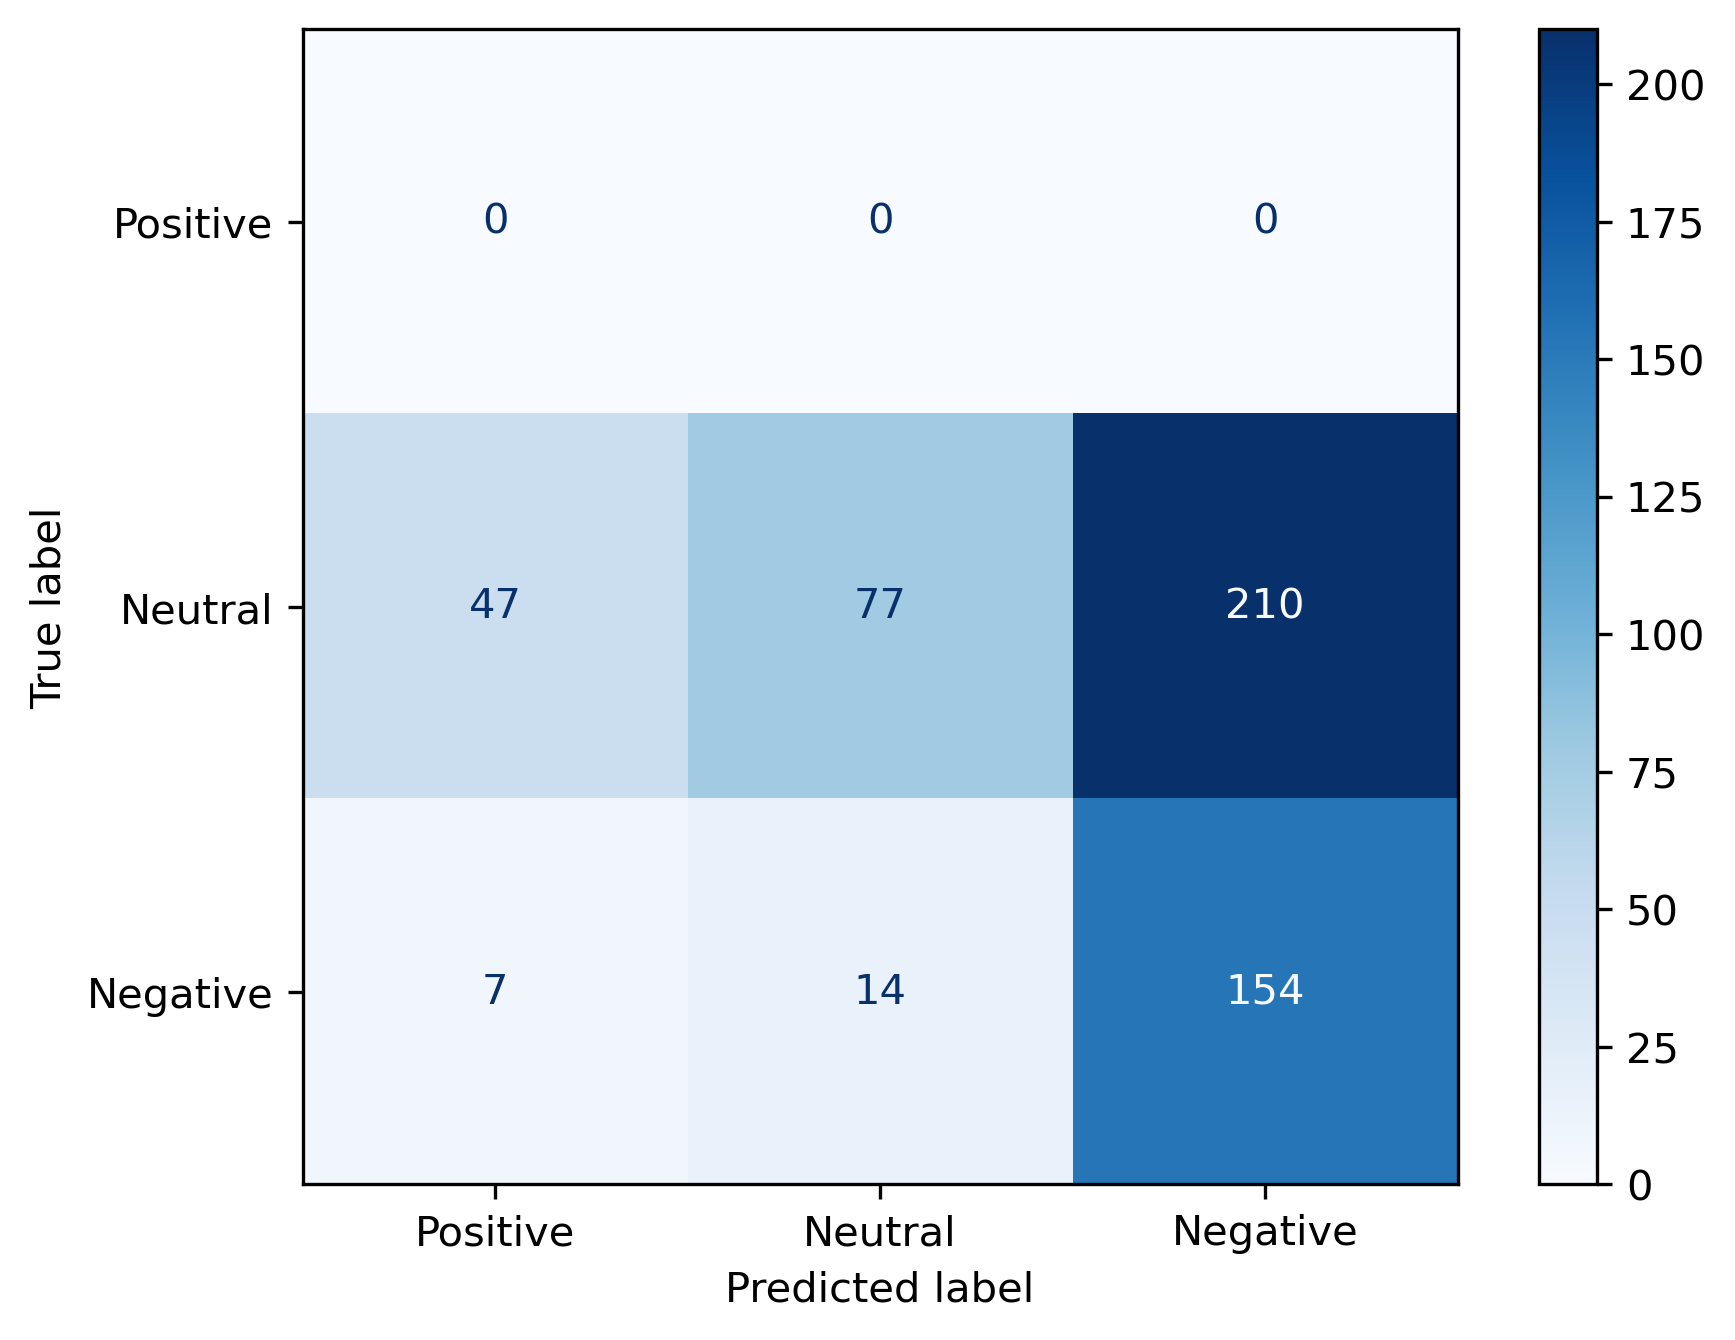 Positive
0 0 0
Neutral
47 77 210
Negative
7 14 154
Positive Neutral Negative
Predicted label
True label
200
175
150
125
100
75
50
25
0